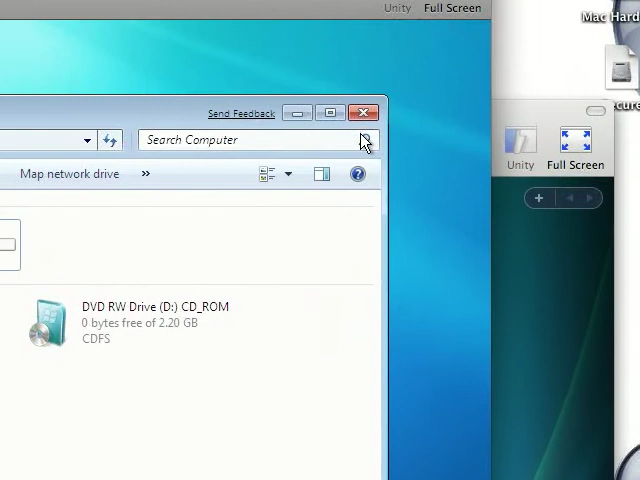 Unity Full Screen
Mac Hard
Send Feedback
ecure
Search Computer
Unity Full Screen
Map network drive »
DVD RW Drive (D:) CD_ROM
0 bytes free of 2.20 GB
CDFS